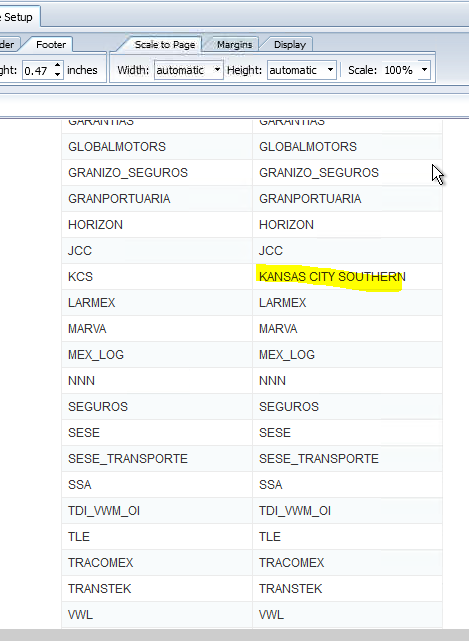 e Setup
der Footer Scale to Page Margins Display
ght: 0.47 inches Width: automatic Height: automatic Scale: 100%
GARANTIAS GARANTIAS
GLOBALMOTORS GLOBALMOTORS
GRANIZO_SEGUROS GRANIZO_SEGUROS
GRANPORTUARIA GRANPORTUARIA
HORIZON HORIZON
JCC JCC
KCS KANSAS CITY SOUTHERN
LARMEX LARMEX
MARVA MARVA
MEX_LOG MEX_LOG
NNN NNN
SEGUROS SEGUROS
SESE SESE
SESE_TRANSPORTE SESE_TRANSPORTE
SSA SSA
TDI_VWM_OI TDI_VWM_OI
TLE TLE
TRACOMEX TRACOMEX
TRANSTEK TRANSTEK
VWL VWL